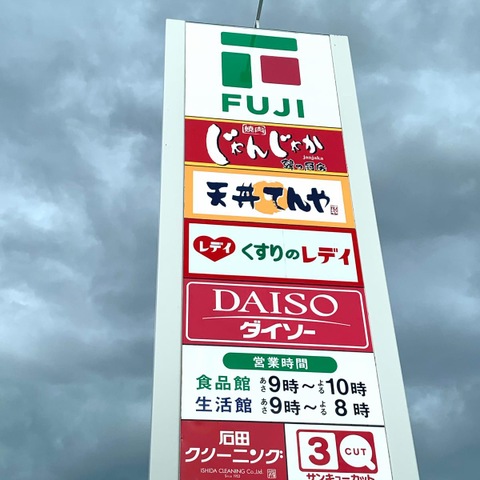 FUJI
焼肉
じゃんじゃか
janjaka
天丼てんや
レディ
くすりのレディ
DAISO
ダイソー
営業時間
食品館 あさ9時～よる10時
生活館 あさ9時～よる8時
石田
クリーニング
ISHIDA CLEANING Co.,Ltd.
3 CUT
サンキューカット